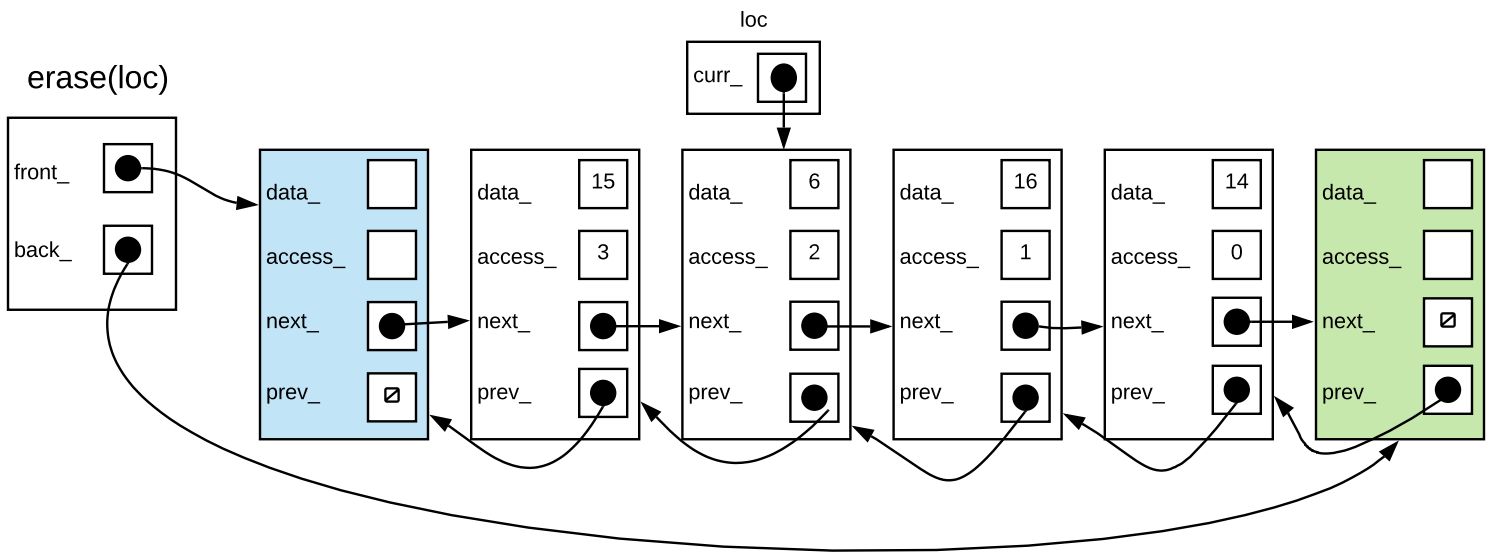 loc
curr_
erase(loc)
front_
back_
data_
access_
next_
prev_
data_ 15
access_ 3
next_
prev_
data_ 6
access_ 2
next_
prev_
data_ 16
access_ 1
next_
prev_
data_ 14
access_ 0
next_
prev_
data_
access_
next_
prev_